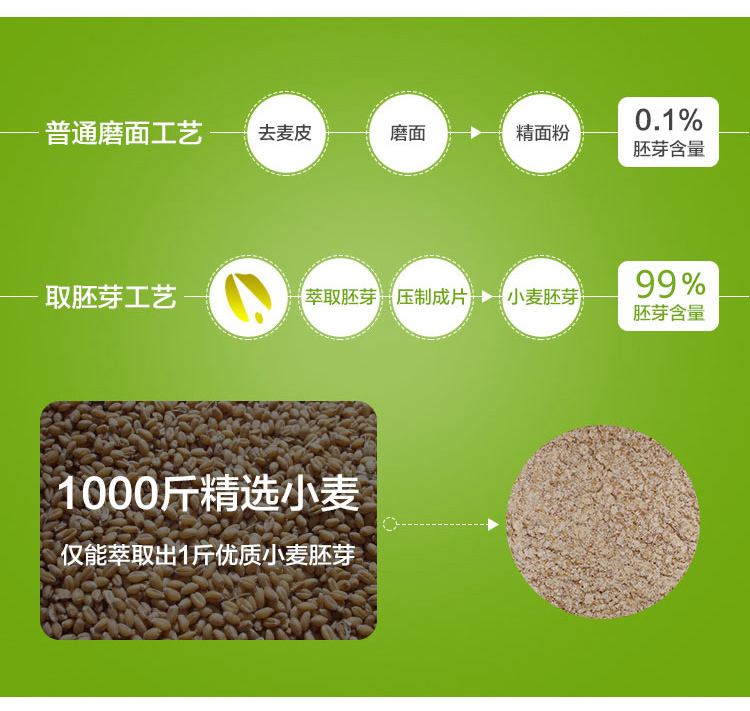 普通磨面工艺
去麦皮
磨面
精面粉
0.1%
胚芽含量
取胚芽工艺
萃取胚芽
压制成片
小麦胚芽
99%
胚芽含量
1000斤精选小麦
仅能萃取出1斤优质小麦胚芽